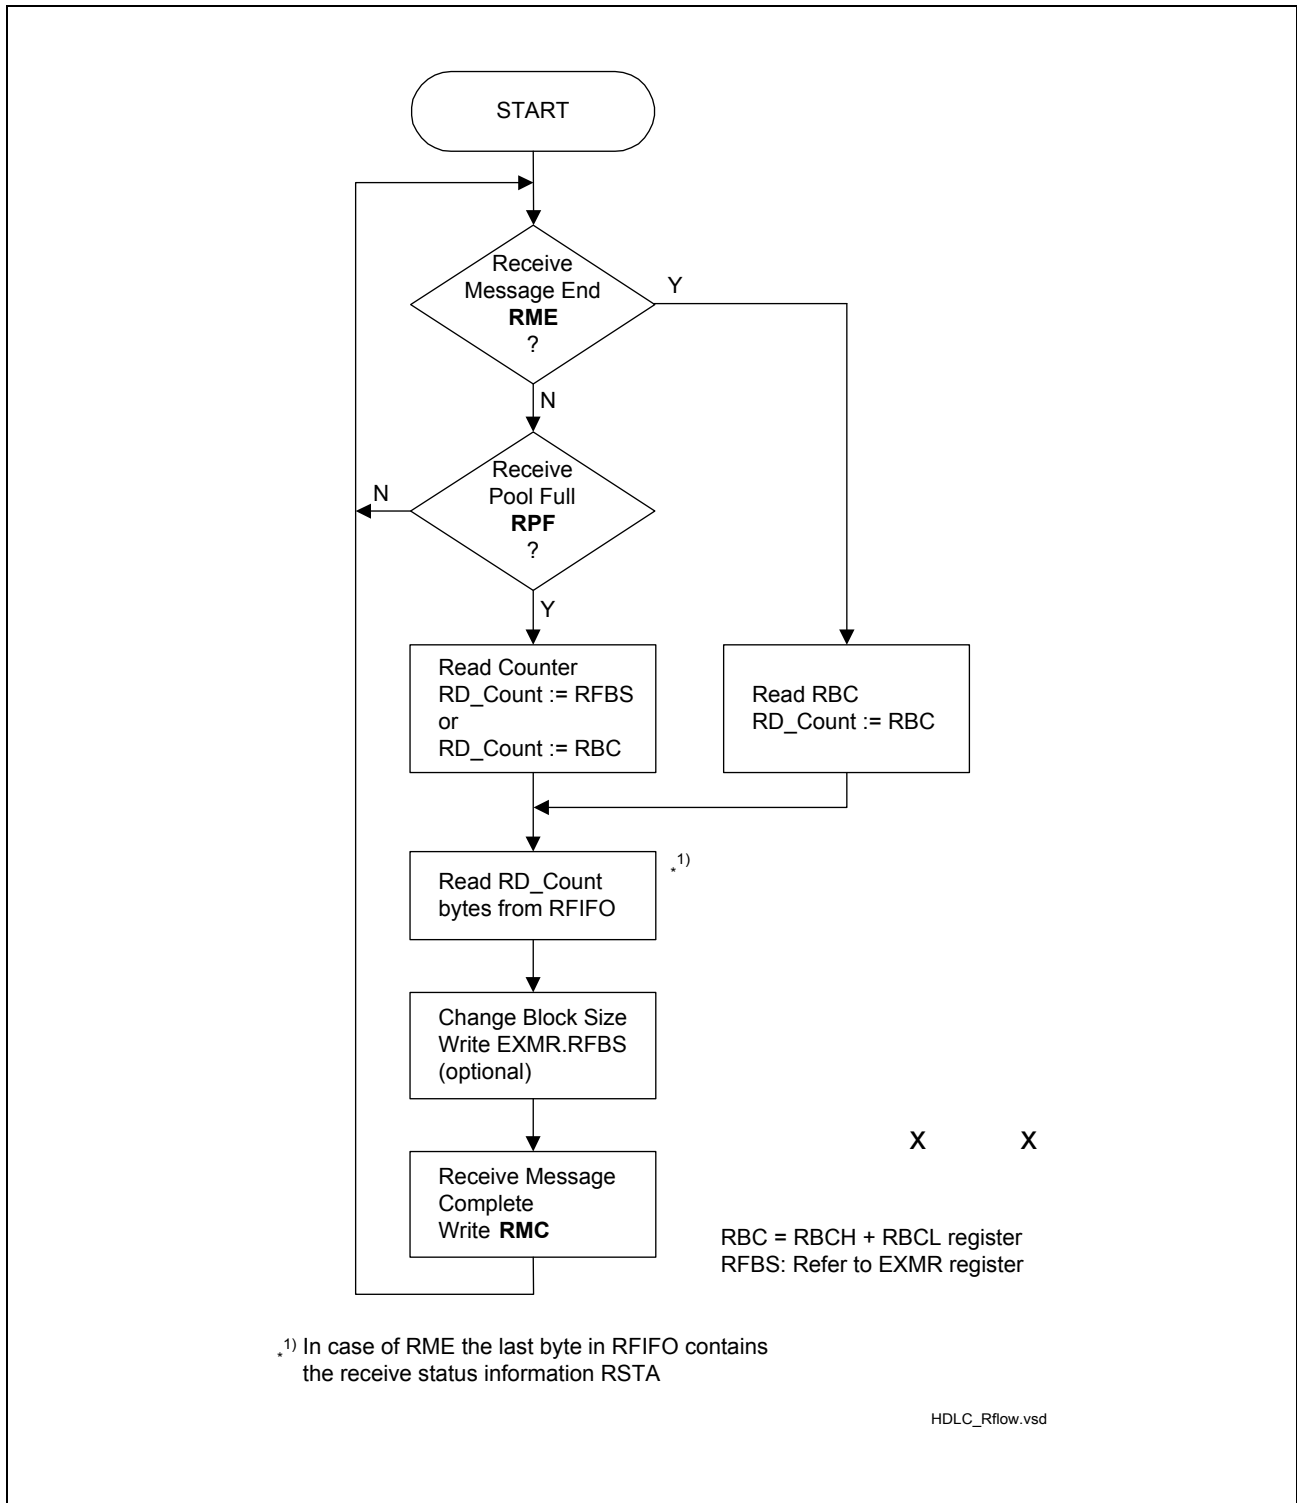 START
Receive
Message End
RME
?
Y
N
Receive
Pool Full
RPF
?
N
Y
Read Counter
RD_Count := RFBS
or
RD_Count := RBC
Read RBC
RD_Count := RBC
Read RD_Count
bytes from RFIFO
*1)
Change Block Size
Write EXMR.RFBS
(optional)
Receive Message
Complete
Write RMC
x x
RBC = RBCH + RBCL register
RFBS: Refer to EXMR register
*1) In case of RME the last byte in RFIFO contains
the receive status information RSTA
HDLC_Rflow.vsd